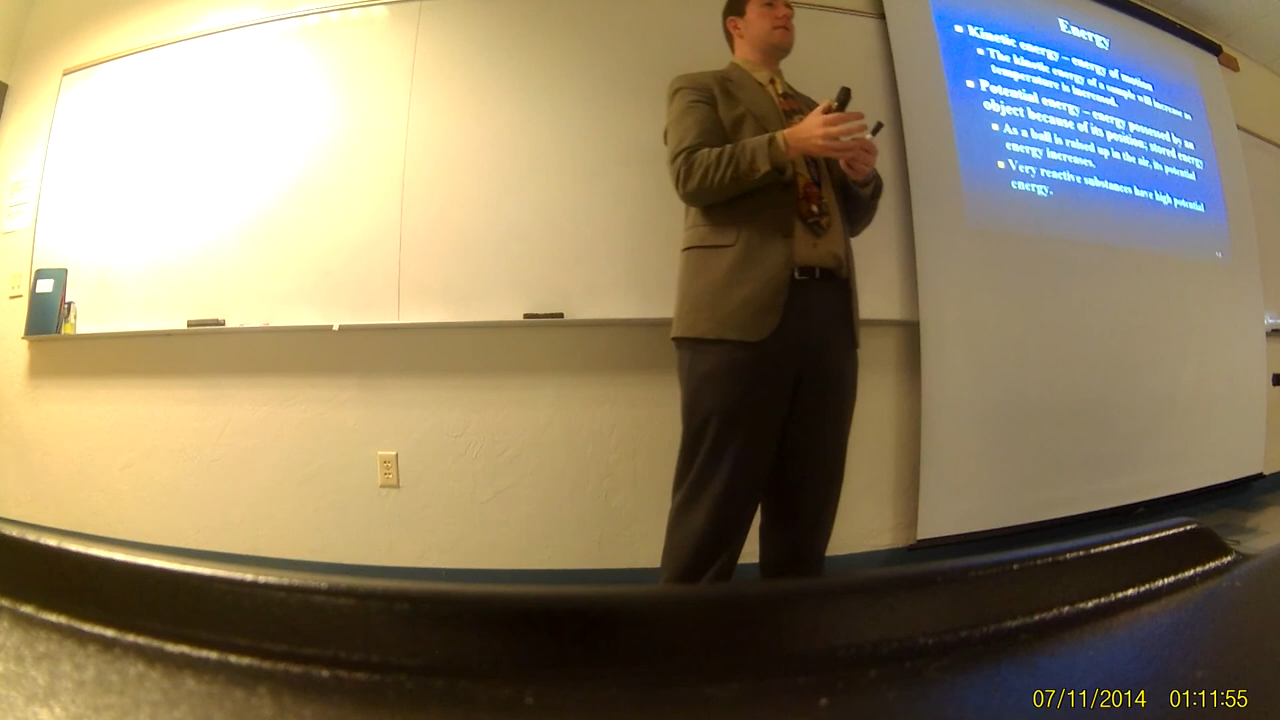 Energy
■ Kinetic energy – energy of motion
■ The kinetic energy of a sample will increase as
temperature is increased.
■ Potential energy – energy possessed by an
object because of its position; stored energy
■ As a ball is raised up in the air, its potential
energy increases.
■ Very reactive substances have high potential
energy.
07/11/2014 01:11:55